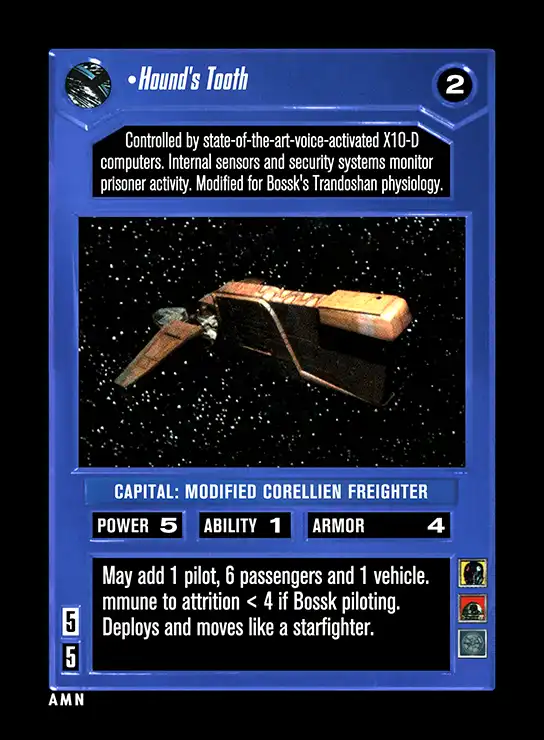 •Hound's Tooth
2
Controlled by state-of-the-art-voice-activated X10-D
computers. Internal sensors and security systems monitor
prisoner activity. Modified for Bossk's Trandoshan physiology.
CAPITAL: MODIFIED CORELLIEN FREIGHTER
POWER 5 ABILITY 1 ARMOR 4
May add 1 pilot, 6 passengers and 1 vehicle.
mmune to attrition < 4 if Bossk piloting.
Deploys and moves like a starfighter.
5
5
AMN